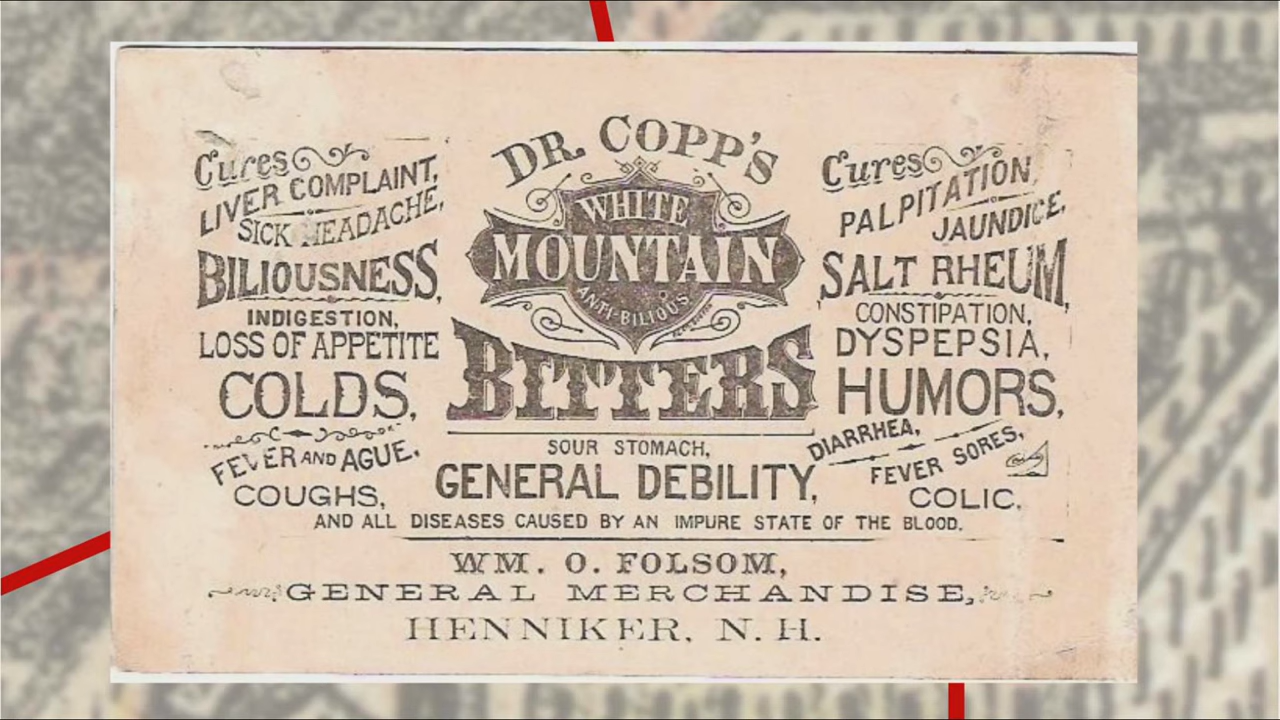 Cures
LIVER COMPLAINT,
SICK HEADACHE,
BILIOUSNESS,
INDIGESTION,
LOSS OF APPETITE
COLDS,
FEVER AND AGUE,
COUGHS,
DR. COPP'S
WHITE
MOUNTAIN
ANTI-BILIOUS
BITTERS
SOUR STOMACH,
GENERAL DEBILITY,
Cures
PALPITATION,
JAUNDICE,
SALT RHEUM,
CONSTIPATION,
DYSPEPSIA,
HUMORS,
DIARRHEA,
FEVER SORES,
COLIC.
AND ALL DISEASES CAUSED BY AN IMPURE STATE OF THE BLOOD.
WM. O. FOLSOM,
GENERAL MERCHANDISE,
HENNIKER, N. H.